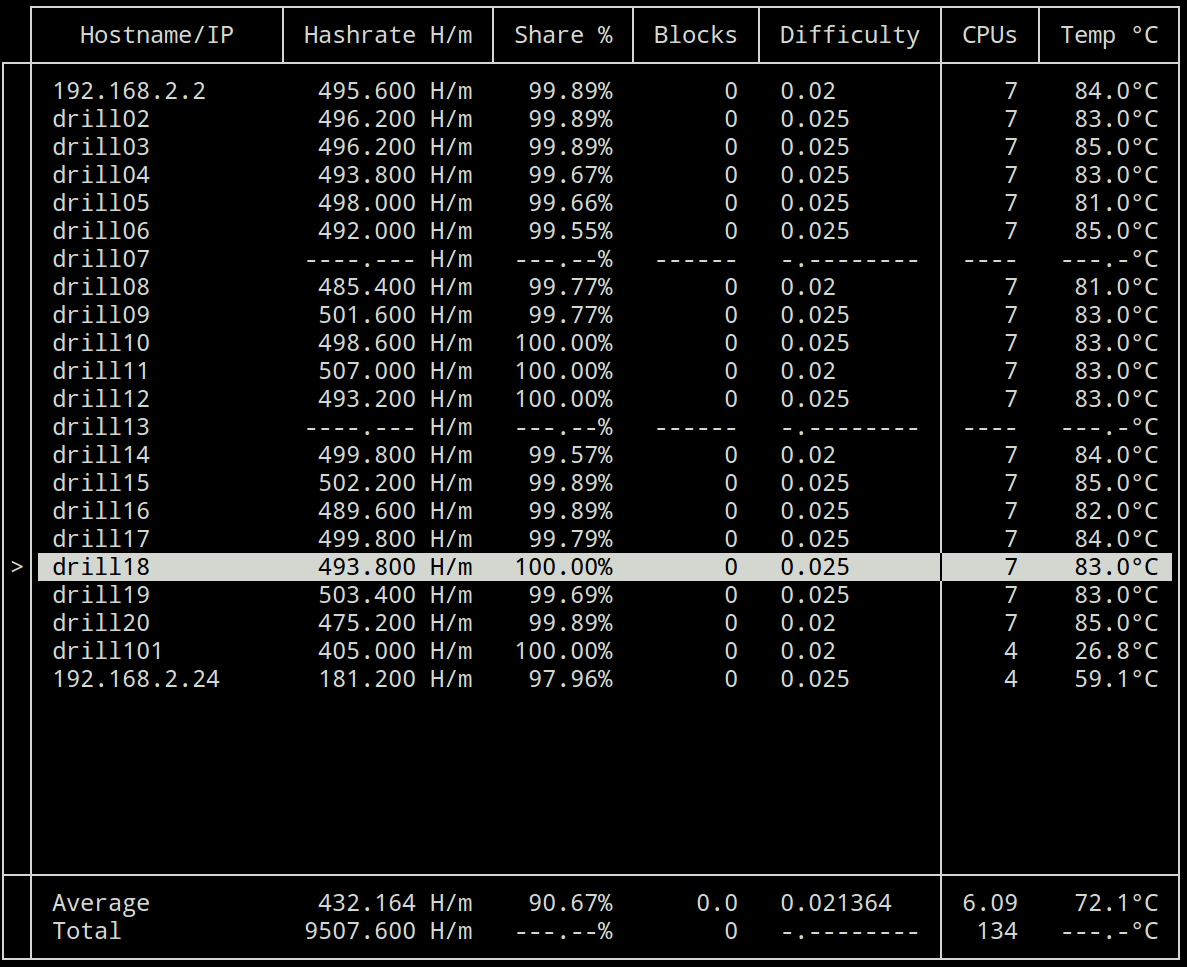 Hostname/IP Hashrate H/m Share % Blocks Difficulty CPUs Temp °C
192.168.2.2 495.600 H/m 99.89% 0 0.02 7 84.0°C
drill02 496.200 H/m 99.89% 0 0.025 7 83.0°C
drill03 496.200 H/m 99.89% 0 0.025 7 85.0°C
drill04 493.800 H/m 99.67% 0 0.025 7 83.0°C
drill05 498.000 H/m 99.66% 0 0.025 7 81.0°C
drill06 492.000 H/m 99.55% 0 0.025 7 85.0°C
drill07 ----.--- H/m ---.--% ------ -.-------- ---- ---.-°C
drill08 485.400 H/m 99.77% 0 0.02 7 81.0°C
drill09 501.600 H/m 99.77% 0 0.025 7 83.0°C
drill10 498.600 H/m 100.00% 0 0.025 7 83.0°C
drill11 507.000 H/m 100.00% 0 0.02 7 83.0°C
drill12 493.200 H/m 100.00% 0 0.025 7 83.0°C
drill13 ----.--- H/m ---.--% ------ -.-------- ---- ---.-°C
drill14 499.800 H/m 99.57% 0 0.02 7 84.0°C
drill15 502.200 H/m 99.89% 0 0.025 7 85.0°C
drill16 489.600 H/m 99.89% 0 0.025 7 82.0°C
drill17 499.800 H/m 99.79% 0 0.025 7 84.0°C
> drill18 493.800 H/m 100.00% 0 0.025 7 83.0°C
drill19 503.400 H/m 99.69% 0 0.025 7 83.0°C
drill20 475.200 H/m 99.89% 0 0.02 7 85.0°C
drill101 405.000 H/m 100.00% 0 0.02 4 26.8°C
192.168.2.24 181.200 H/m 97.96% 0 0.025 4 59.1°C
Average 432.164 H/m 90.67% 0.0 0.021364 6.09 72.1°C
Total 9507.600 H/m ---.--% 0 -.-------- 134 ---.-°C